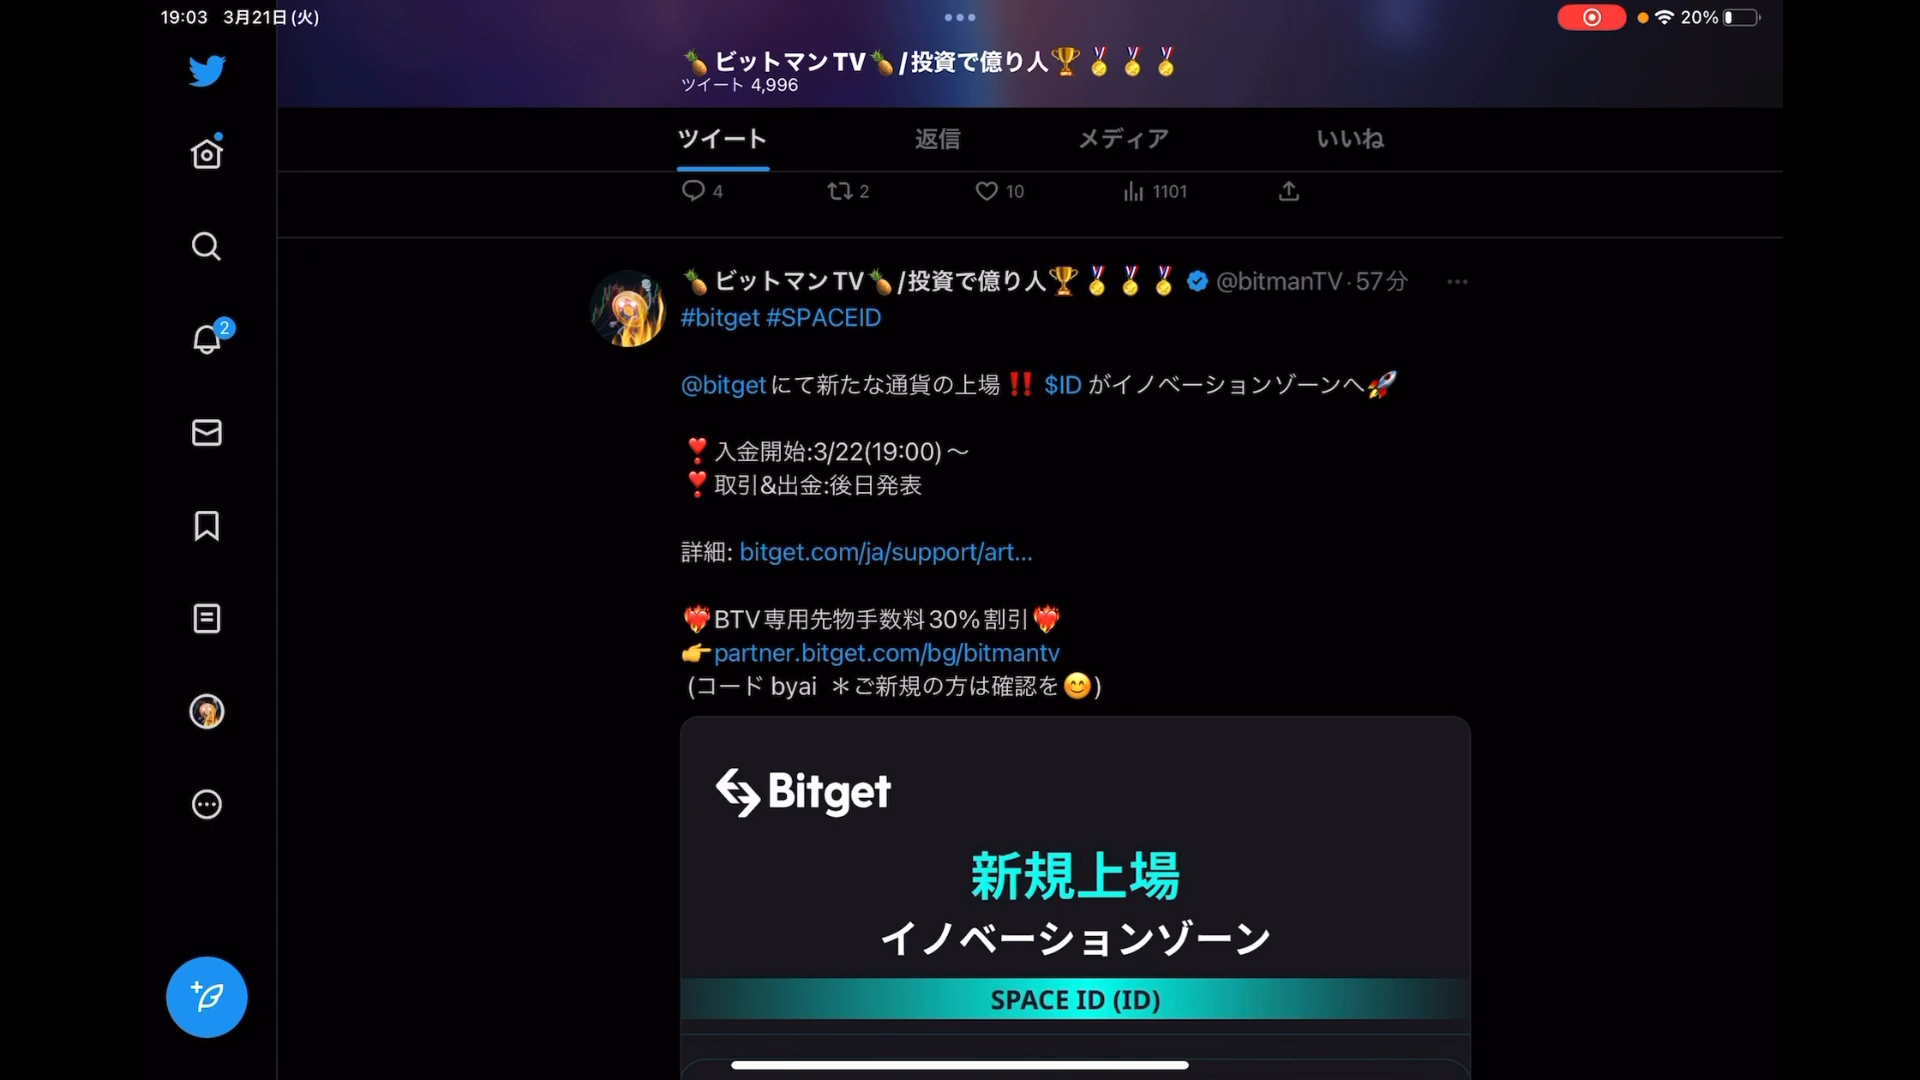 19:03 3月21日(火)
20%
🍍ビットマンTV🍍/投資で億り人🏆🏅🏅🏅
ツイート 4,996
ツイート 返信 メディア いいね
4 2 10 1101
🍍ビットマンTV🍍/投資で億り人🏆🏅🏅🏅 @bitmanTV·57分
#bitget #SPACEID
2
@bitgetにて新たな通貨の上場‼️ $ID がイノベーションゾーンへ🚀
❣️入金開始:3/22(19:00)～
❣️取引&出金:後日発表
詳細: bitget.com/ja/support/art...
❤️‍🔥BTV専用先物手数料30%割引❤️‍🔥
👉partner.bitget.com/bg/bitmantv
(コード byai ＊ご新規の方は確認を😊)
Bitget
新規上場
イノベーションゾーン
SPACE ID (ID)